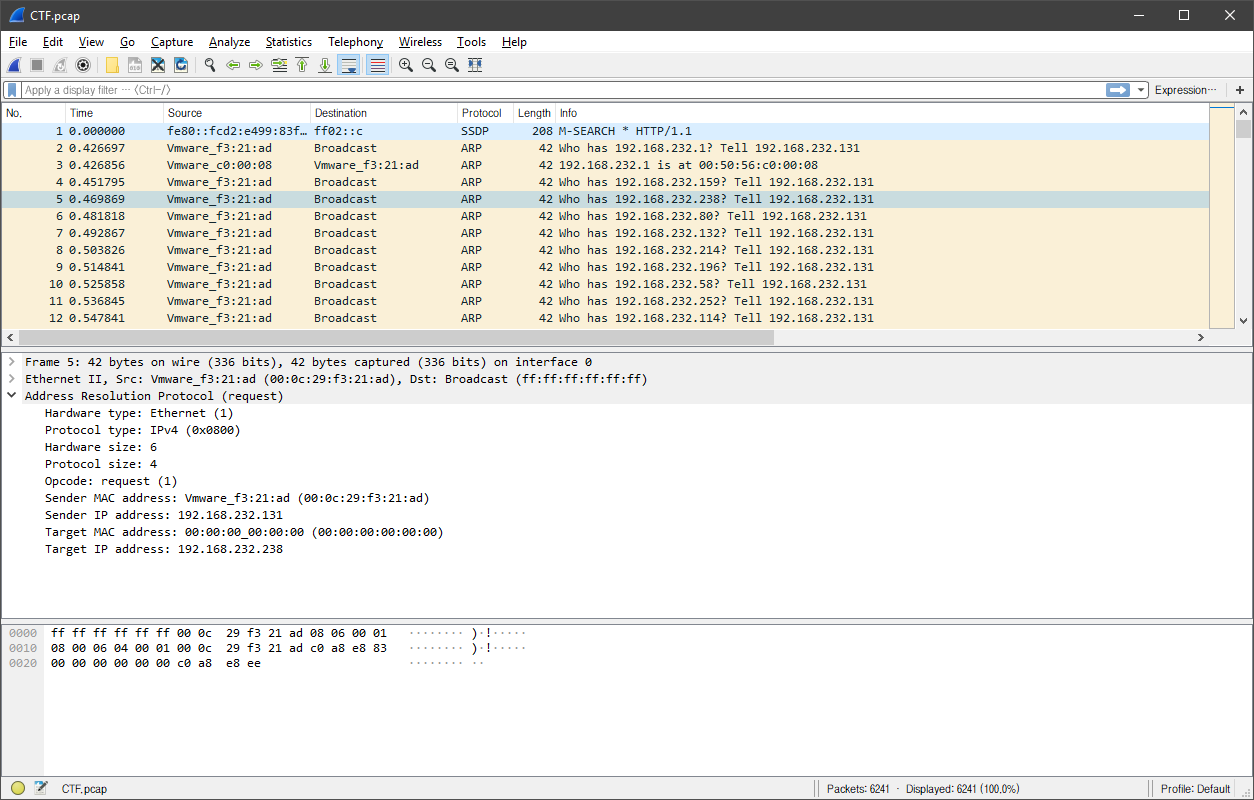 CTF.pcap
File Edit View Go Capture Analyze Statistics Telephony Wireless Tools Help
Apply a display filter ··· 〈Ctrl-/〉 Expression··· +
No. Time Source Destination Protocol Length Info
1 0.000000 fe80::fcd2:e499:83f… ff02::c SSDP 208 M-SEARCH * HTTP/1.1
2 0.426697 Vmware_f3:21:ad Broadcast ARP 42 Who has 192.168.232.1? Tell 192.168.232.131
3 0.426856 Vmware_c0:00:08 Vmware_f3:21:ad ARP 42 192.168.232.1 is at 00:50:56:c0:00:08
4 0.451795 Vmware_f3:21:ad Broadcast ARP 42 Who has 192.168.232.159? Tell 192.168.232.131
5 0.469869 Vmware_f3:21:ad Broadcast ARP 42 Who has 192.168.232.238? Tell 192.168.232.131
6 0.481818 Vmware_f3:21:ad Broadcast ARP 42 Who has 192.168.232.80? Tell 192.168.232.131
7 0.492867 Vmware_f3:21:ad Broadcast ARP 42 Who has 192.168.232.132? Tell 192.168.232.131
8 0.503826 Vmware_f3:21:ad Broadcast ARP 42 Who has 192.168.232.214? Tell 192.168.232.131
9 0.514841 Vmware_f3:21:ad Broadcast ARP 42 Who has 192.168.232.196? Tell 192.168.232.131
10 0.525858 Vmware_f3:21:ad Broadcast ARP 42 Who has 192.168.232.58? Tell 192.168.232.131
11 0.536845 Vmware_f3:21:ad Broadcast ARP 42 Who has 192.168.232.252? Tell 192.168.232.131
12 0.547841 Vmware_f3:21:ad Broadcast ARP 42 Who has 192.168.232.114? Tell 192.168.232.131
Frame 5: 42 bytes on wire (336 bits), 42 bytes captured (336 bits) on interface 0
Ethernet II, Src: Vmware_f3:21:ad (00:0c:29:f3:21:ad), Dst: Broadcast (ff:ff:ff:ff:ff:ff)
Address Resolution Protocol (request)
Hardware type: Ethernet (1)
Protocol type: IPv4 (0x0800)
Hardware size: 6
Protocol size: 4
Opcode: request (1)
Sender MAC address: Vmware_f3:21:ad (00:0c:29:f3:21:ad)
Sender IP address: 192.168.232.131
Target MAC address: 00:00:00_00:00:00 (00:00:00:00:00:00)
Target IP address: 192.168.232.238
0000 ff ff ff ff ff ff 00 0c 29 f3 21 ad 08 06 00 01 ········ )·!·····
0010 08 00 06 04 00 01 00 0c 29 f3 21 ad c0 a8 e8 83 ········ )·!·····
0020 00 00 00 00 00 00 c0 a8 e8 ee ········ ··
CTF.pcap Packets: 6241 · Displayed: 6241 (100.0%) Profile: Default